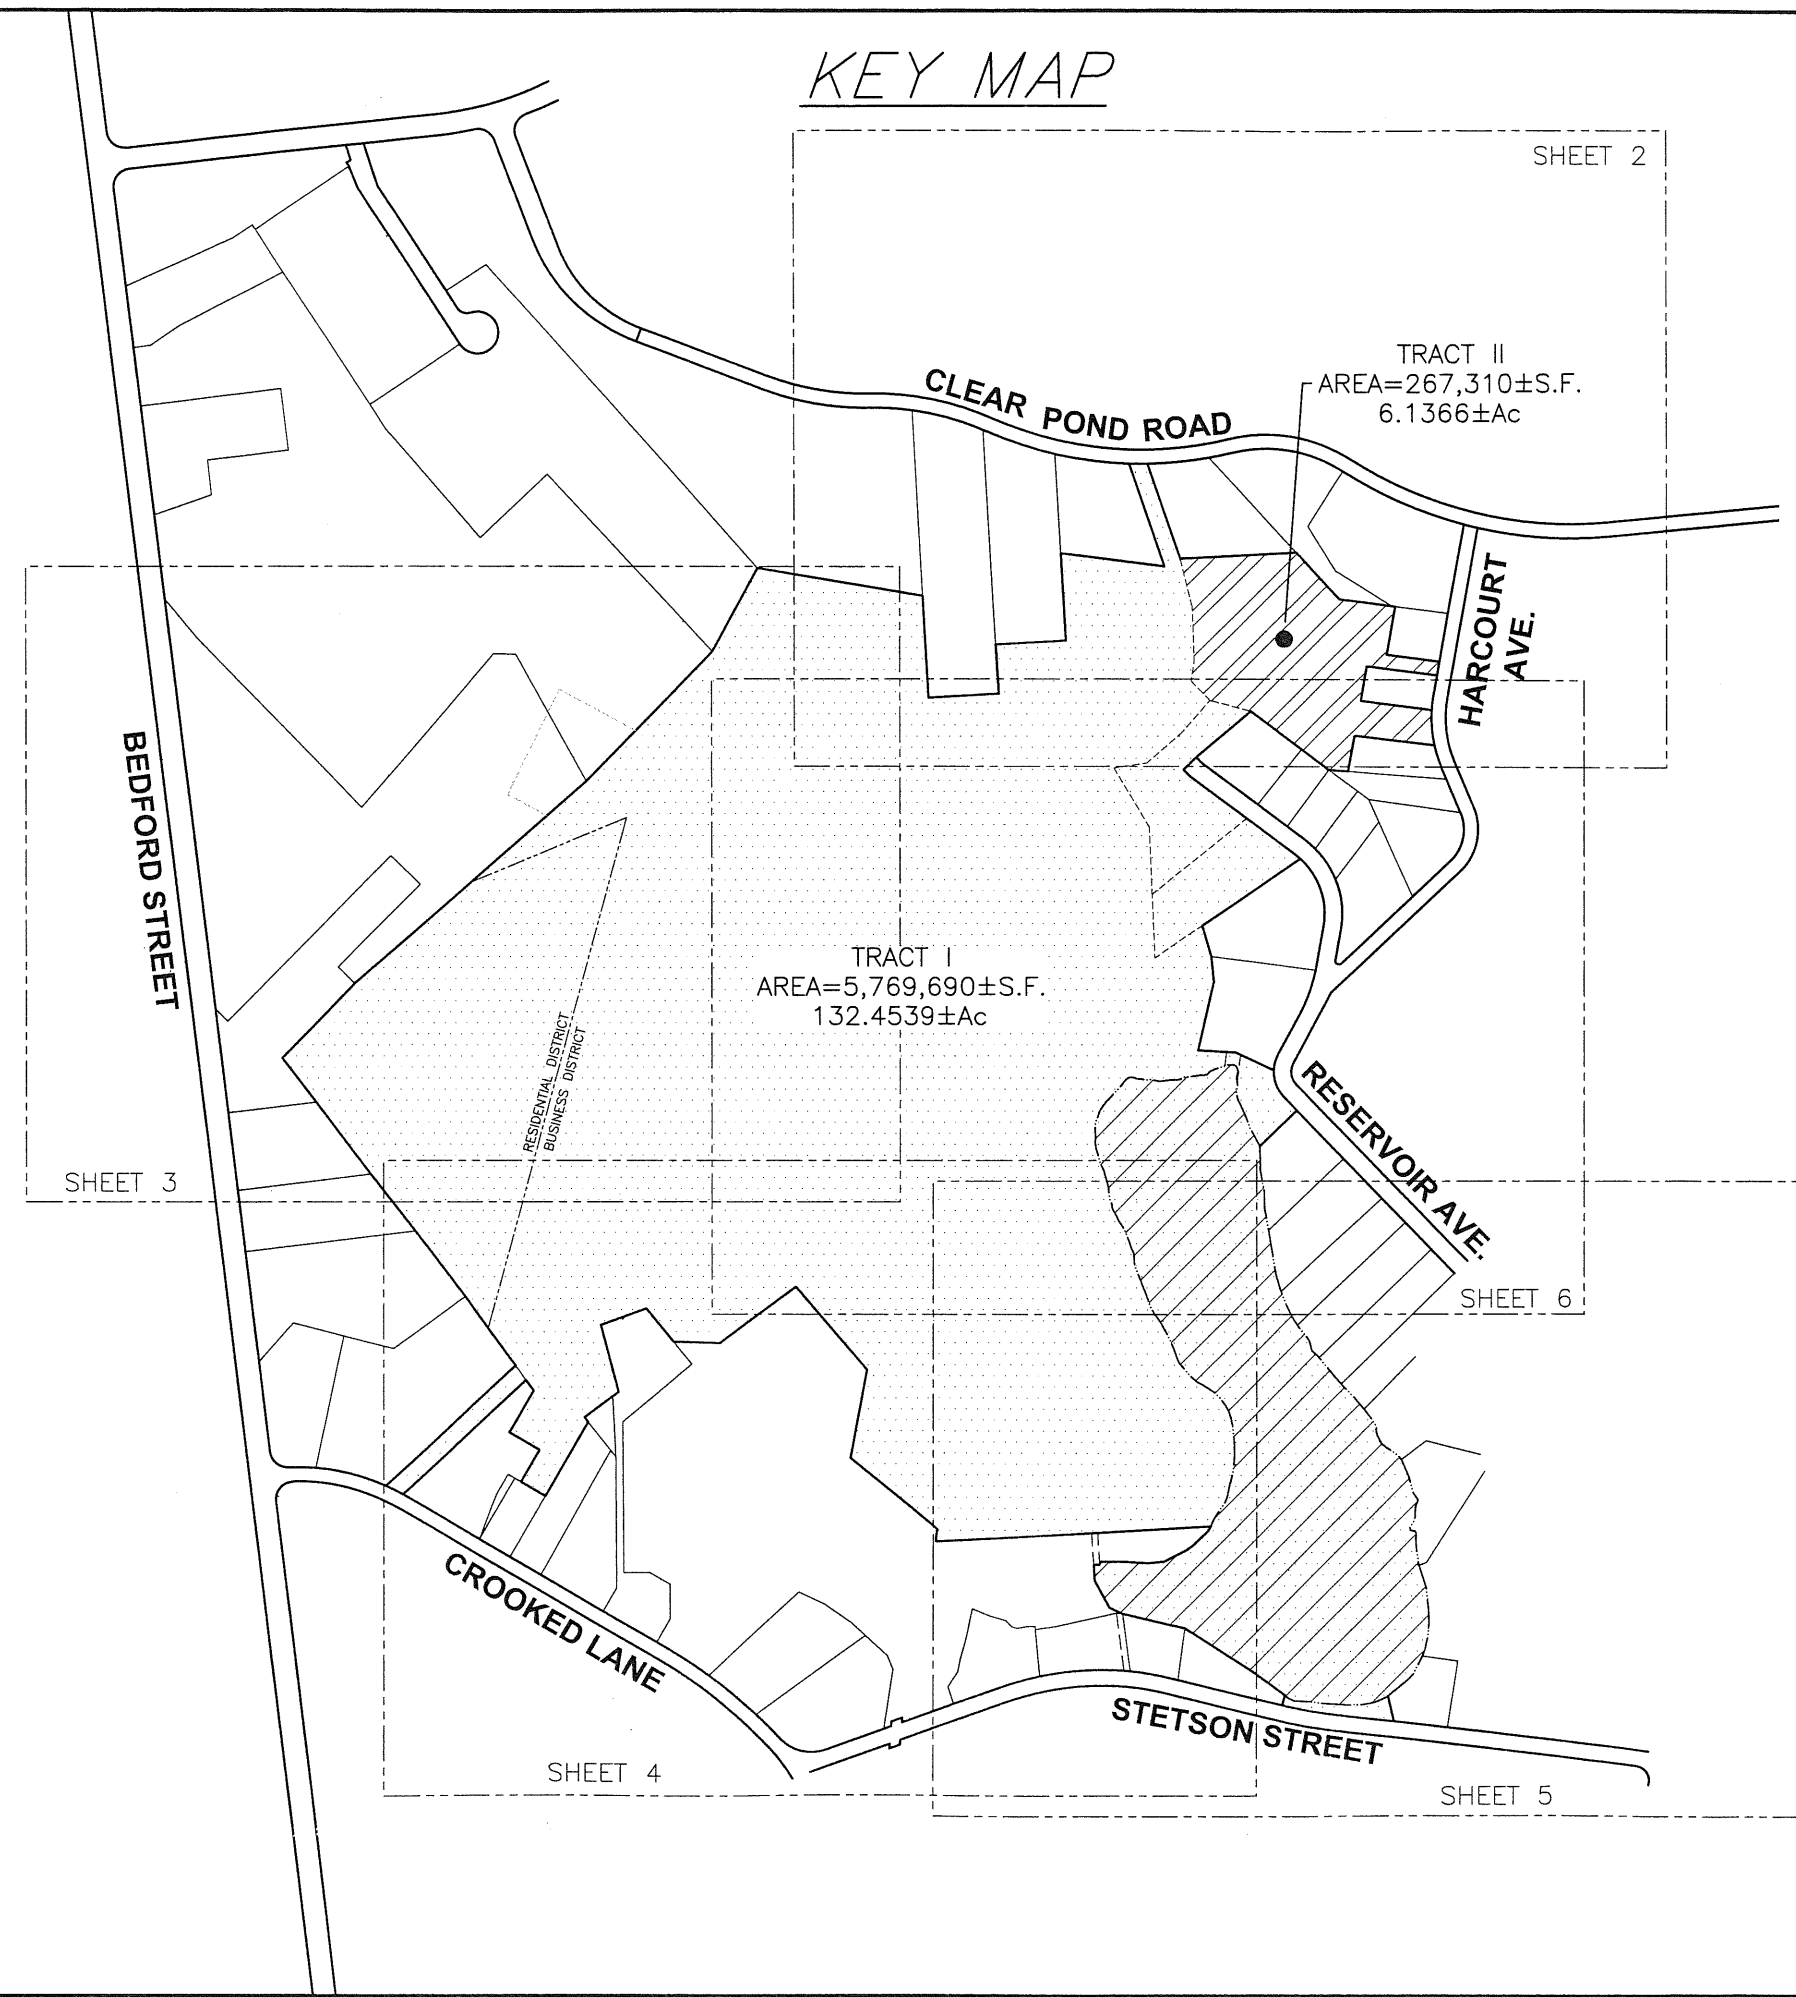 KEY MAP
SHEET 2
TRACT II
AREA=267,310±S.F.
6.1366±Ac
CLEAR POND ROAD
HARCOURT
AVE.
BEDFORD STREET
TRACT I
AREA=5,769,690±S.F.
132.4539±Ac
RESIDENTIAL DISTRICT
BUSINESS DISTRICT
RESERVOIR AVE.
SHEET 3
SHEET 6
CROOKED LANE
STETSON STREET
SHEET 4
SHEET 5